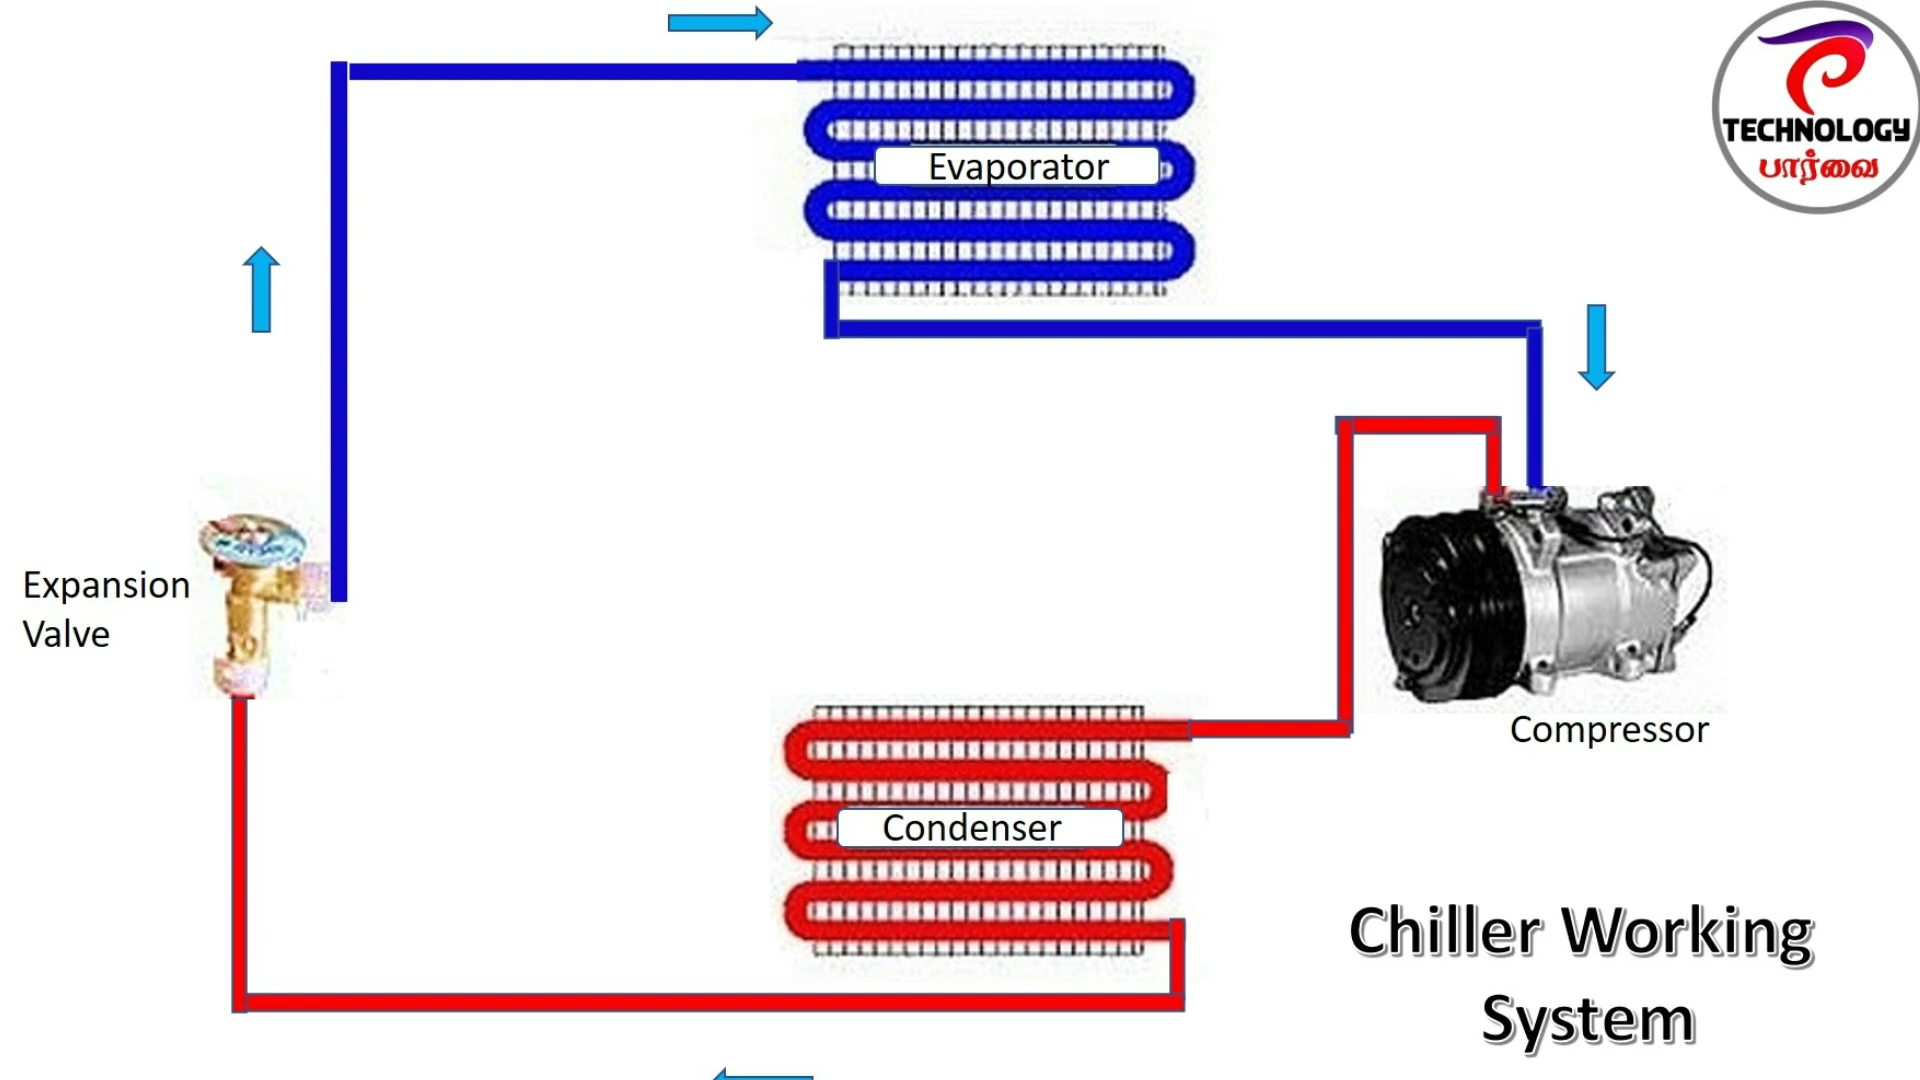 TECHNOLOGY
பார்வை
Evaporator
Expansion
Valve
Compressor
Condenser
Chiller Working
System